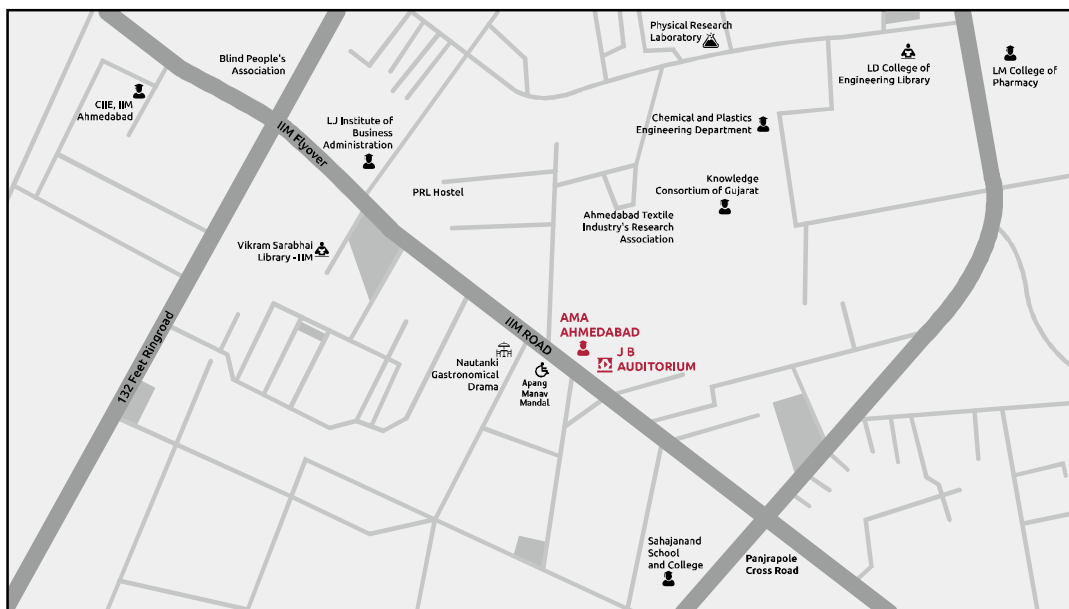 Physical Research
Laboratory
Blind People's
Association
LD College of
Engineering Library
LM College of
Pharmacy
CIIE, IIM
Ahmedabad
LJ Institute of
Business
Administration
IIM Flyover
Chemical and Plastics
Engineering Department
Knowledge
Consortium of Gujarat
PRL Hostel
Ahmedabad Textile
Industry's Research
Association
Vikram Sarabhai
Library - IIM
132 Feet Ringroad
IIM ROAD
AMA
AHMEDABAD
J B
AUDITORIUM
Nautanki
Gastronomical
Drama
Apang
Manav
Mandal
Sahajanand
School
and College
Panjrapole
Cross Road